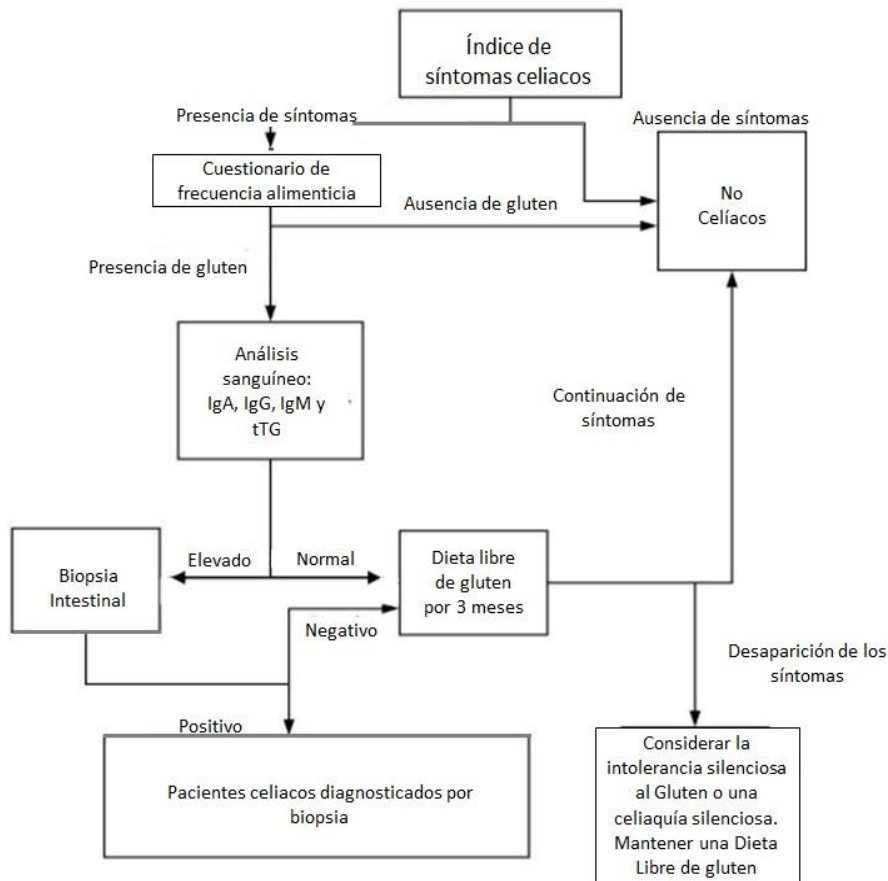 Índice de
síntomas celiacos
Presencia de síntomas
Ausencia de síntomas
Cuestionario de
frecuencia alimenticia
No
Celíacos
Ausencia de gluten
Presencia de gluten
Análisis
sanguíneo:
IgA, IgG, IgM y
tTG
Continuación de
síntomas
Biopsia
Intestinal
Elevado
Normal
Dieta libre
de gluten
por 3 meses
Negativo
Desaparición de los
síntomas
Positivo
Pacientes celiacos diagnosticados por
biopsia
Considerar la
intolerancia silenciosa
al Gluten o una
celiaquía silenciosa.
Mantener una Dieta
Libre de gluten